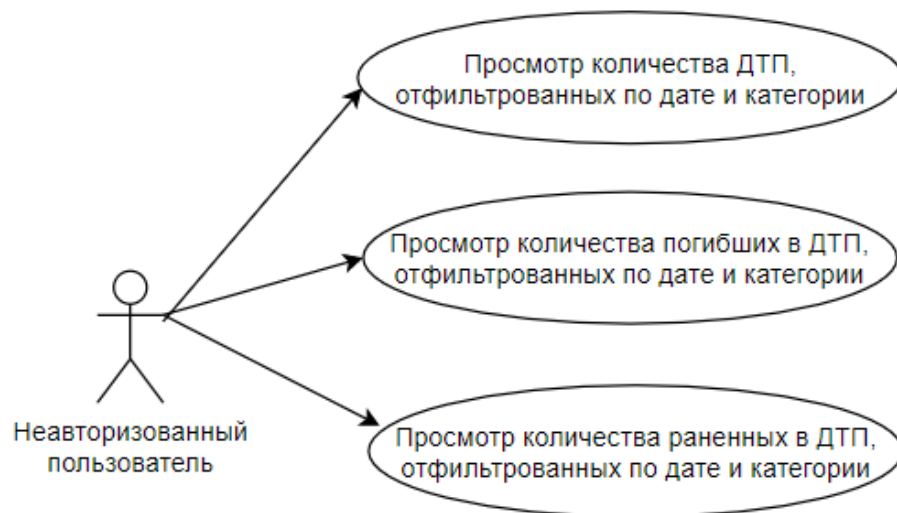 Просмотр количества ДТП,
отфильтрованных по дате и категории
Просмотр количества погибших в ДТП,
отфильтрованных по дате и категории
Неавторизованный
пользователь
Просмотр количества раненных в ДТП,
отфильтрованных по дате и категории